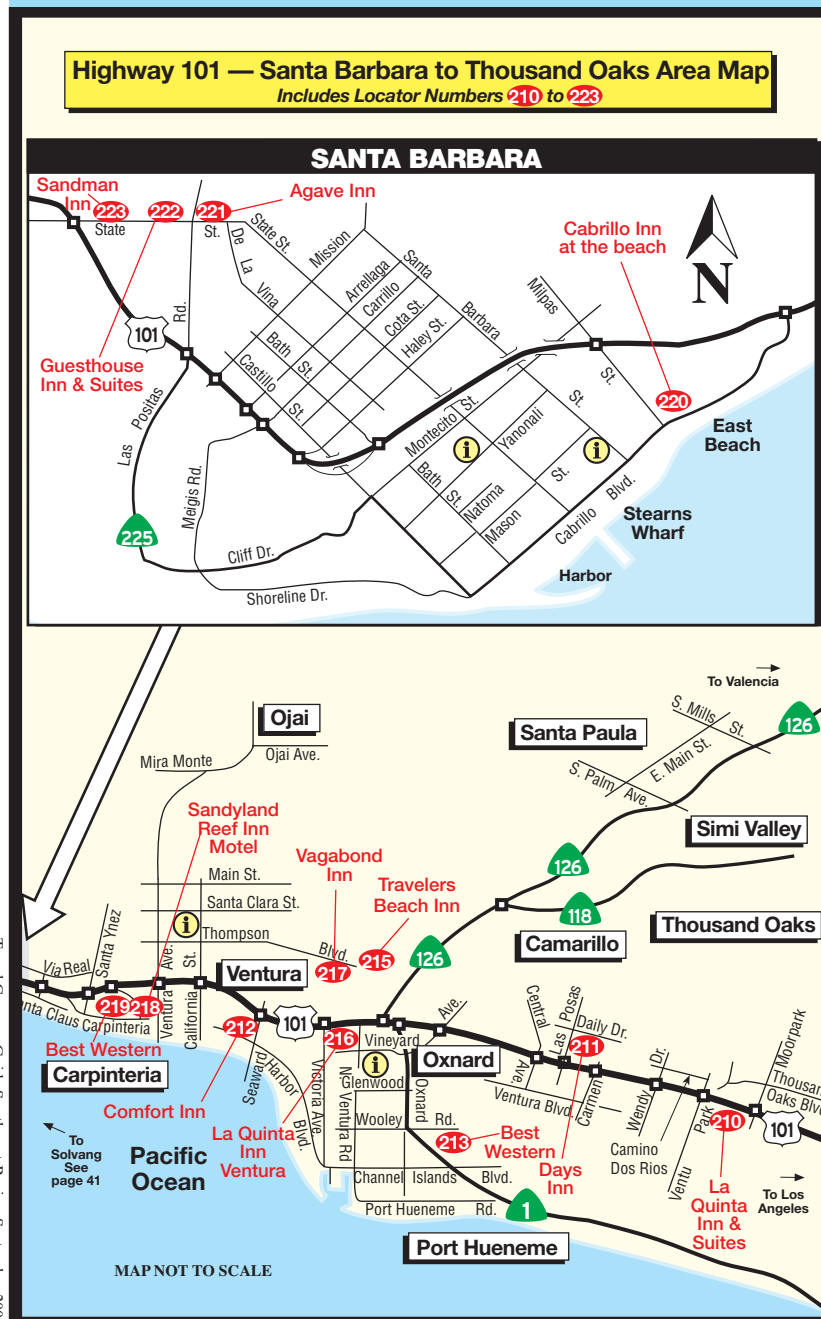 Highway 101 — Santa Barbara to Thousand Oaks Area Map
Includes Locator Numbers 210 to 223
SANTA BARBARA
Sandman
Inn
223
222
221
Agave Inn
State
St.
State St.
De La Vina
Mission
Santa Barbara St.
Arrellaga
Carrillo
Cota St.
Haley St.
Milpas St.
Cabrillo Inn
at the beach
N
101
Las Positas Rd.
Guesthouse
Inn & Suites
Bath St.
Castillo St.
220
East
Beach
Montecito St.
Yanonali St.
i
i
Bath St.
Natoma
Mason
Cabrillo Blvd.
Stearns
Wharf
Harbor
Meigis Rd.
225
Cliff Dr.
Shoreline Dr.
To Valencia
Ojai
Ojai Ave.
Mira Monte
Santa Paula
S. Mills St.
126
E. Main St.
S. Palm Ave.
Simi Valley
Sandyland
Reef Inn
Motel
Vagabond
Inn
Travelers
Beach Inn
126
118
Main St.
Santa Clara St.
i
Thompson Blvd.
217
215
126
Camarillo
Thousand Oaks
Via Real
Santa Ynez
Ventura Ave.
California St.
Ventura
219
218
anta Claus
Carpinteria
Best Western
Carpinteria
212
101
Seaward
Comfort Inn
Harbor Blvd.
216
La Quinta
Inn
Ventura
Victoria Ave.
N. Ventura Rd
Vineyard Ave.
i
Oxnard
Glenwood
Oxnard
Wooley Rd.
213
Best
Western
Channel Islands Blvd.
Port Hueneme Rd.
1
Port Hueneme
Central Ave.
Las Posas
Daily Dr.
211
Carmen
Ventura Blvd.
Days
Inn
Wendy Dr.
Camino
Dos Rios
Ventu Park
210
La
Quinta
Inn &
Suites
Moorpark
Thousan
Oaks Blv
101
To Los
Angeles
To
Solvang
See
page 41
Pacific
Ocean
MAP NOT TO SCALE